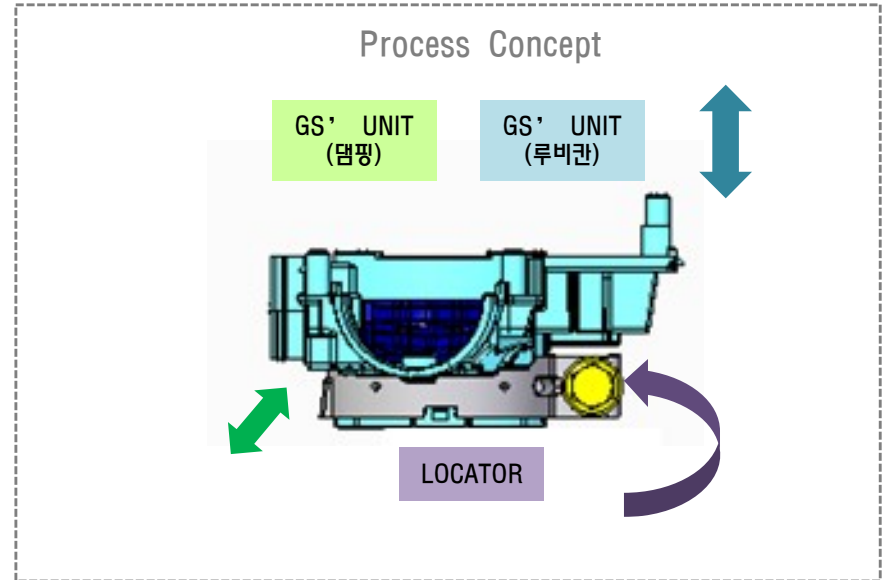 Process Concept
GS’ UNIT
(댐핑)
GS’ UNIT
(루비칸)
LOCATOR